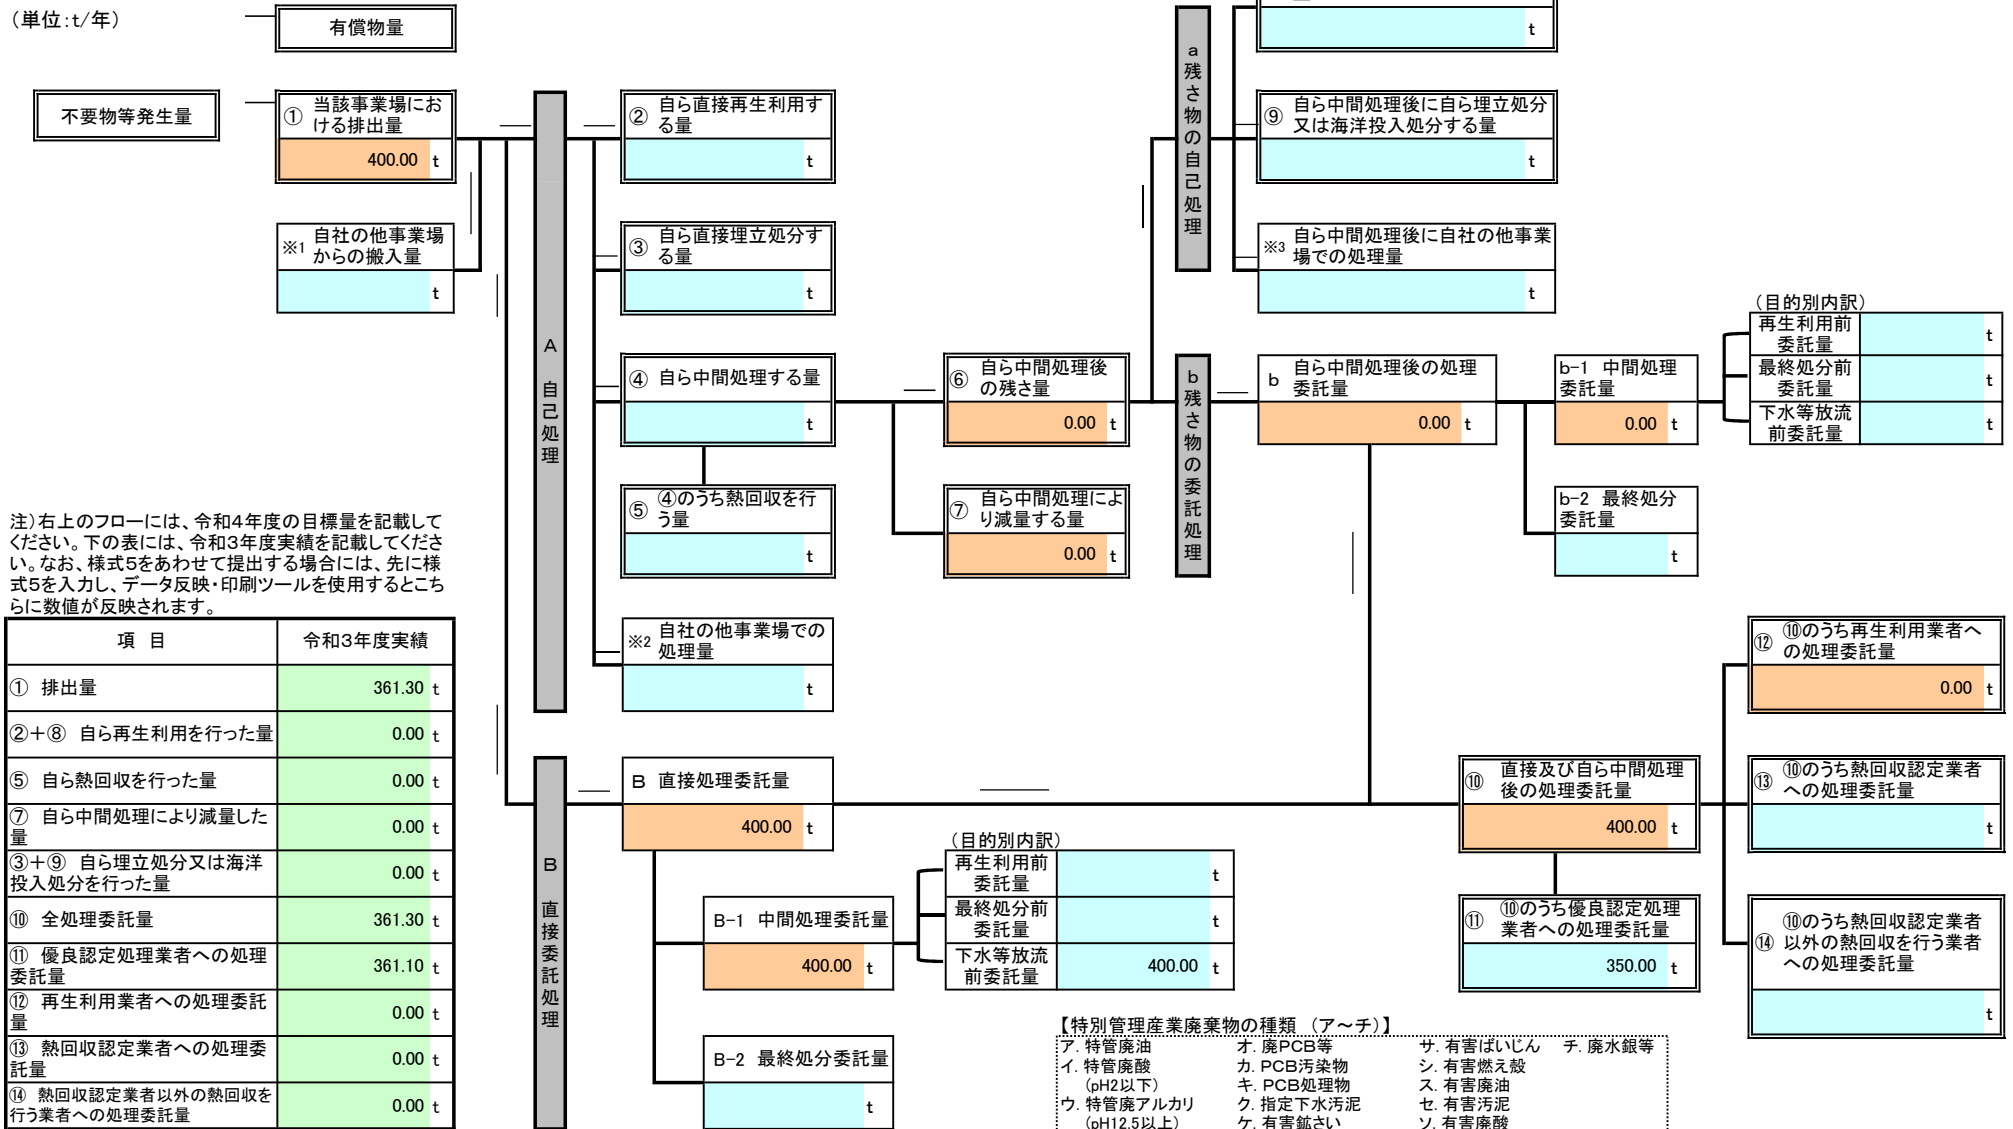 （単位：t/年）
有償物量
t
不要物等発生量
① 当該事業場にお
ける排出量
400.00 t
※1 自社の他事業場
からの搬入量
t
A 自己処理
② 自ら直接再生利用す
る量
t
③ 自ら直接埋立処分す
る量
t
④ 自ら中間処理する量
t
⑤ ④のうち熱回収を行
う量
t
※2 自社の他事業場での
処理量
t
⑥ 自ら中間処理後
の残さ量
0.00 t
⑦ 自ら中間処理によ
り減量する量
0.00 t
a 残さ物の自己処理
⑨ 自ら中間処理後に自ら埋立処分
又は海洋投入処分する量
t
※3 自ら中間処理後に自社の他事業
場での処理量
t
b 残さ物の委託処理
b 自ら中間処理後の処理
委託量
0.00 t
b-1 中間処理
委託量
0.00 t
b-2 最終処分
委託量
t
（目的別内訳）
再生利用前
委託量
t
最終処分前
委託量
t
下水等放流
前委託量
t
注）右上のフローには、令和4年度の目標量を記載して
ください。下の表には、令和3年度実績を記載してくださ
い。なお、様式5をあわせて提出する場合には、先に様
式5を入力し、データ反映・印刷ツールを使用するとこち
らに数値が反映されます。
項 目 令和3年度実績
① 排出量 361.30 t
②＋⑧ 自ら再生利用を行った量 0.00 t
⑤ 自ら熱回収を行った量 0.00 t
⑦ 自ら中間処理により減量した
量 0.00 t
③＋⑨ 自ら埋立処分又は海洋
投入処分を行った量 0.00 t
⑩ 全処理委託量 361.30 t
⑪ 優良認定処理業者への処理
委託量 361.10 t
⑫ 再生利用業者への処理委託
量 0.00 t
⑬ 熱回収認定業者への処理委
託量 0.00 t
⑭ 熱回収認定業者以外の熱回収を
行う業者への処理委託量 0.00 t
B 直接委託処理
B 直接処理委託量
400.00 t
B-1 中間処理委託量
400.00 t
B-2 最終処分委託量
t
（目的別内訳）
再生利用前
委託量
t
最終処分前
委託量
t
下水等放流
前委託量
400.00 t
⑩ 直接及び自ら中間処理
後の処理委託量
400.00 t
⑪ ⑩のうち優良認定処理
業者への処理委託量
350.00 t
⑫ ⑩のうち再生利用業者へ
の処理委託量
0.00 t
⑬ ⑩のうち熱回収認定業者
への処理委託量
t
⑭ ⑩のうち熱回収認定業者
以外の熱回収を行う業者
への処理委託量
t
【特別管理産業廃棄物の種類 （ア～チ）】
ア. 特管廃油 オ. 廃PCB等 サ. 有害ばいじん チ. 廃水銀等
イ. 特管廃酸 カ. PCB汚染物 シ. 有害燃え殻
（pH2以下） キ. PCB処理物 ス. 有害廃油
ウ. 特管廃アルカリ ク. 指定下水汚泥 セ. 有害汚泥
（pH12.5以上） ケ. 有害鉱さい ソ. 有害廃酸